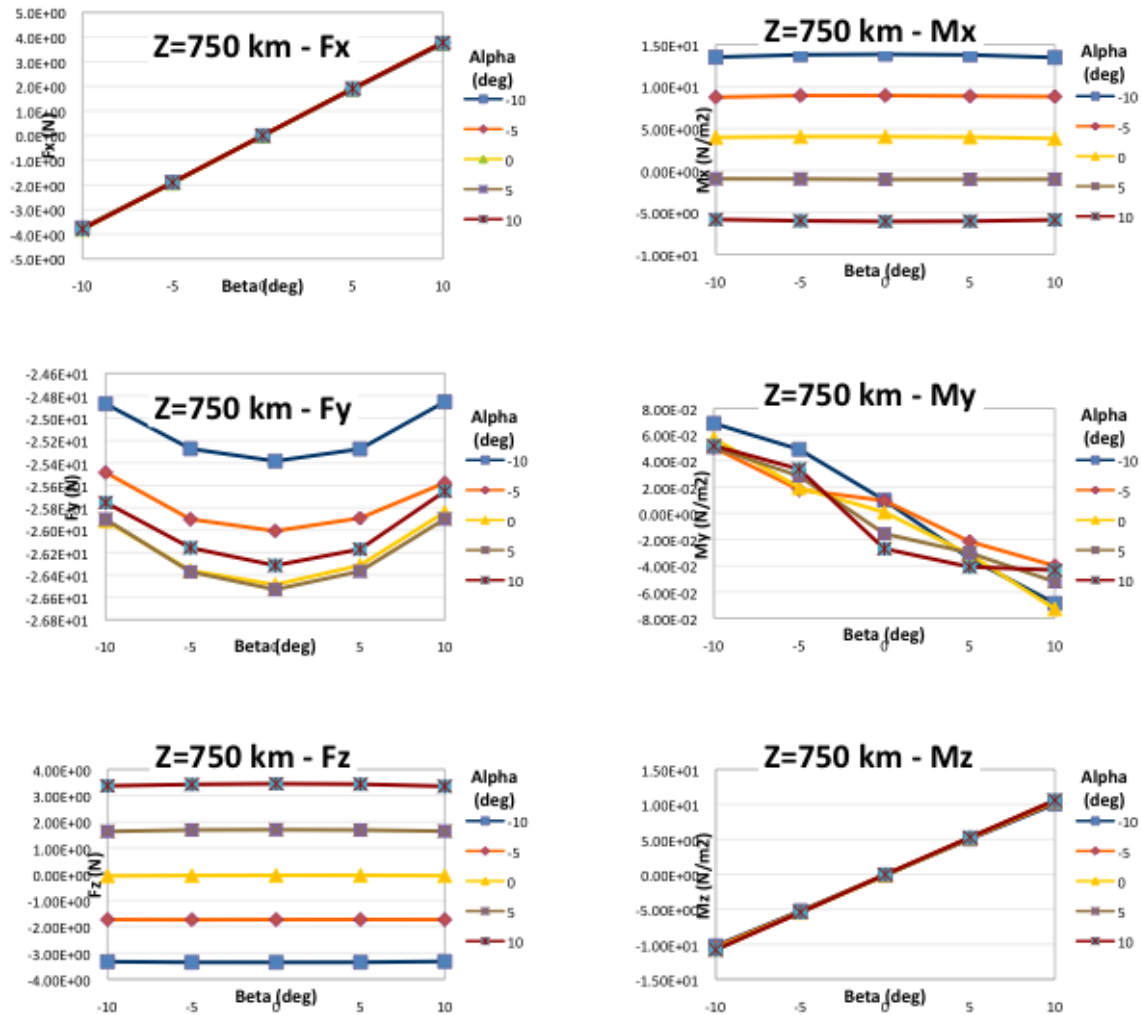 Z=750 km - Fx
5.0E+00
4.0E+00
3.0E+00
2.0E+00
1.0E+00
0.0E+00
-1.0E+00
-2.0E+00
-3.0E+00
-4.0E+00
-5.0E+00
Fx (N)
-10
-5
0
5
10
Beta (deg)
Alpha
(deg)
-10
-5
0
5
10
Z=750 km - Mx
1.50E+01
1.00E+01
5.00E+00
0.00E+00
-5.00E+00
-1.00E+01
Mx (N/m2)
-10
-5
0
5
10
Beta (deg)
Alpha
(deg)
-10
-5
0
5
10
Z=750 km - Fy
-2.46E+01
-2.48E+01
-2.50E+01
-2.52E+01
-2.54E+01
-2.56E+01
-2.58E+01
-2.60E+01
-2.62E+01
-2.64E+01
-2.66E+01
-2.68E+01
Fy (N)
-10
-5
0
5
10
Beta (deg)
Alpha
(deg)
-10
-5
0
5
10
Z=750 km - My
8.00E-02
6.00E-02
4.00E-02
2.00E-02
0.00E+00
-2.00E-02
-4.00E-02
-6.00E-02
-8.00E-02
My (N/m2)
-10
-5
0
5
10
Beta (deg)
Alpha
(deg)
-10
-5
0
5
10
Z=750 km - Fz
4.00E+00
3.00E+00
2.00E+00
1.00E+00
0.00E+00
-1.00E+00
-2.00E+00
-3.00E+00
-4.00E+00
Fz (N)
-10
-5
0
5
10
Beta (deg)
Alpha
(deg)
-10
-5
0
5
10
Z=750 km - Mz
1.50E+01
1.00E+01
5.00E+00
0.00E+00
-5.00E+00
-1.00E+01
-1.50E+01
Mz (N/m2)
-10
-5
0
5
10
Beta (deg)
Alpha
(deg)
-10
-5
0
5
10